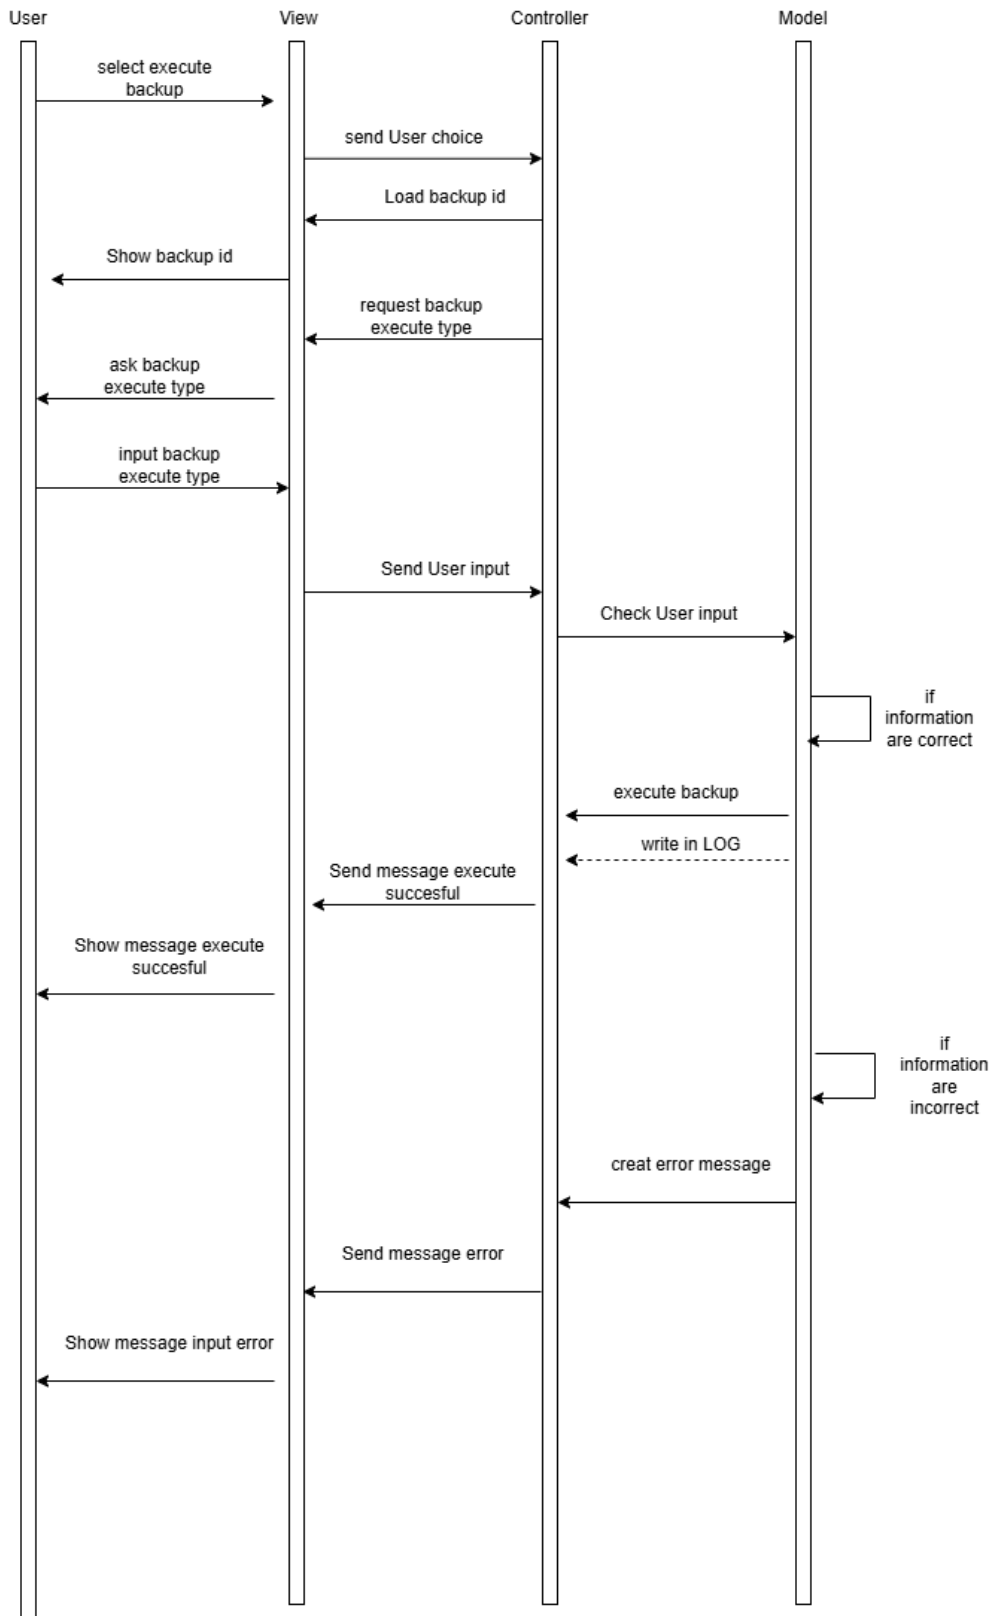 User
View
Controller
Model
select execute
backup
send User choice
Load backup id
Show backup id
request backup
execute type
ask backup
execute type
input backup
execute type
Send User input
Check User input
if
information
are correct
execute backup
write in LOG
Send message execute
succesful
Show message execute
succesful
if
information
are
incorrect
creat error message
Send message error
Show message input error